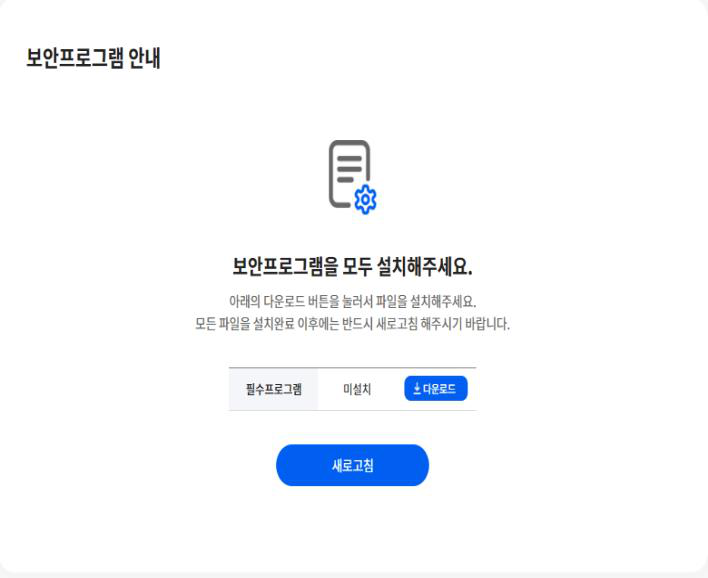 보안프로그램 안내
보안프로그램을 모두 설치해주세요.
아래의 다운로드 버튼을 눌러서 파일을 설치해주세요.
모든 파일을 설치완료 이후에는 반드시 새로고침 해주시기 바랍니다.
필수프로그램 미설치 다운로드
새로고침